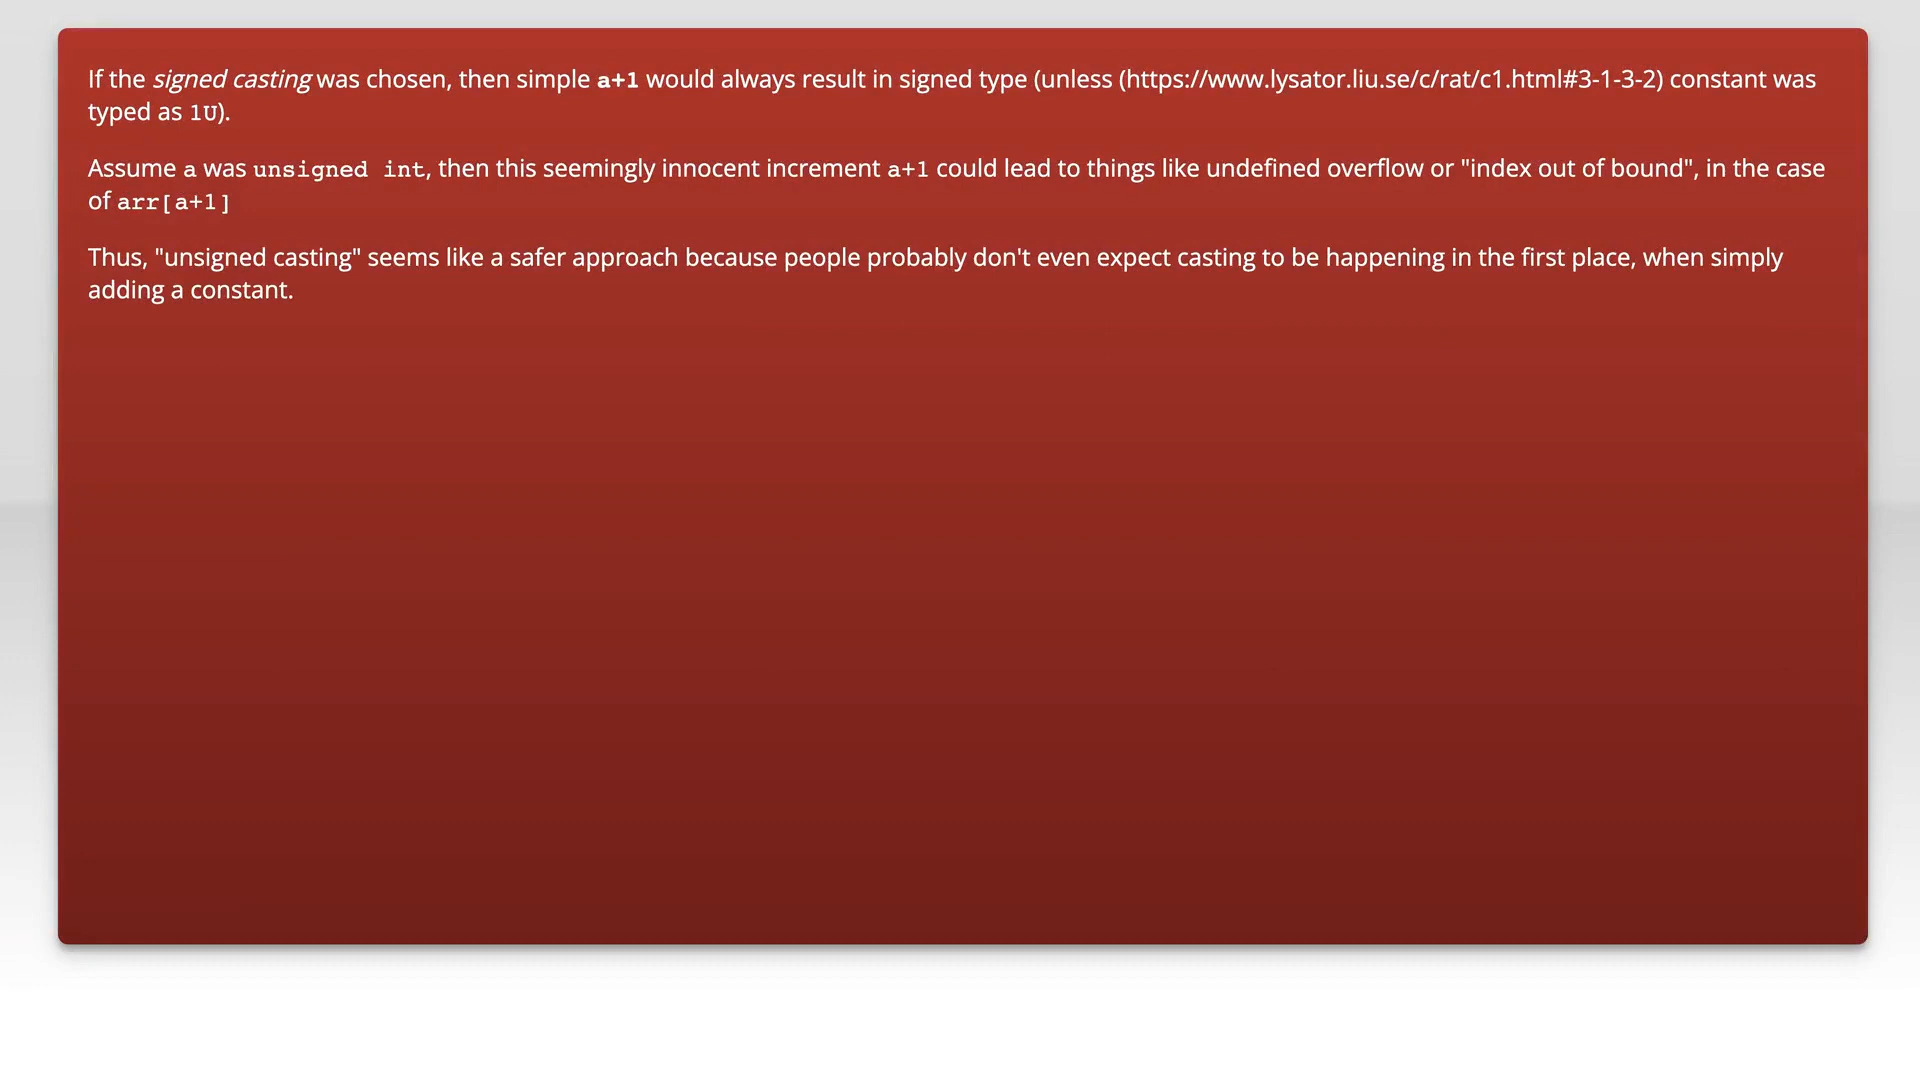 If the signed casting was chosen, then simple a+1 would always result in signed type (unless (https://www.lysator.liu.se/c/rat/c1.html#3-1-3-2) constant was
typed as 1U).
Assume a was unsigned int, then this seemingly innocent increment a+1 could lead to things like undefined overflow or "index out of bound", in the case
of arr[a+1]
Thus, "unsigned casting" seems like a safer approach because people probably don't even expect casting to be happening in the first place, when simply
adding a constant.